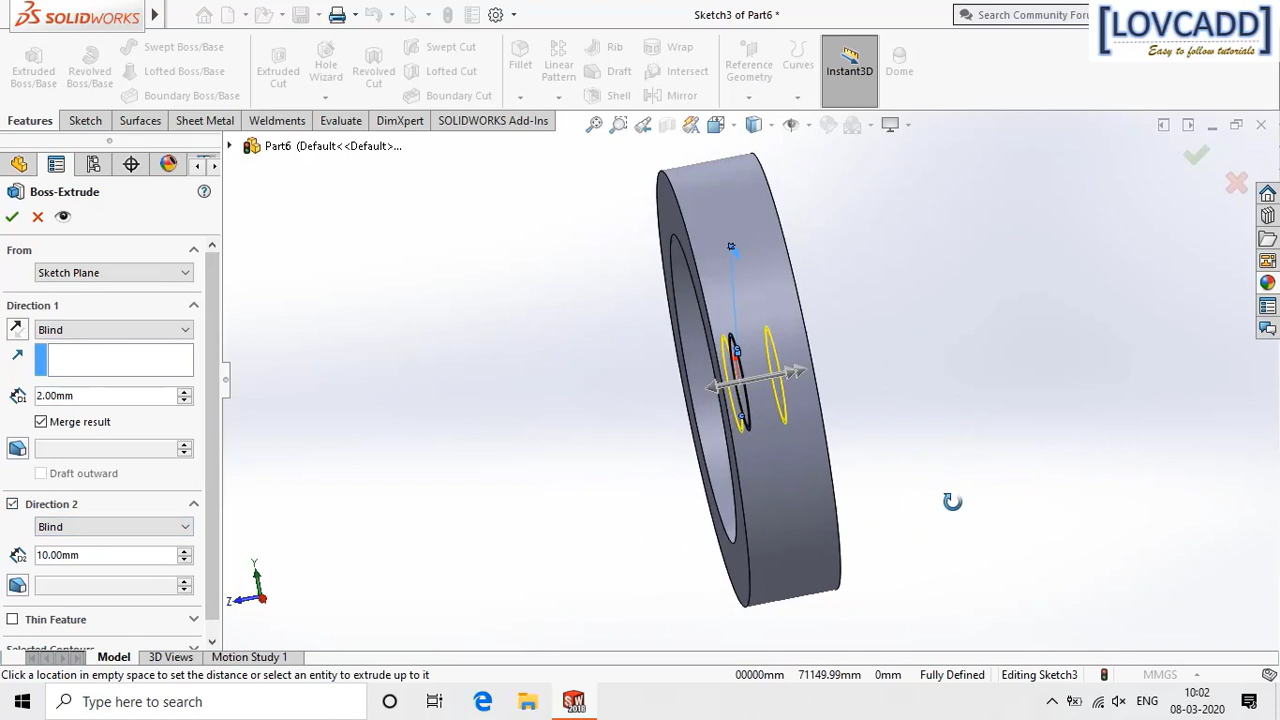 SOLIDWORKS
Sketch3 of Part6 *
Search Community Foru
[LOVCADD]
Easy to follow tutorials
Extruded Boss/Base
Revolved Boss/Base
Swept Boss/Base
Lofted Boss/Base
Boundary Boss/Base
Extruded Cut
Hole Wizard
Revolved Cut
Swept Cut
Lofted Cut
Boundary Cut
Fillet
Linear Pattern
Rib
Draft
Shell
Wrap
Intersect
Mirror
Reference Geometry
Curves
Instant3D
Dome
Features
Sketch
Surfaces
Sheet Metal
Weldments
Evaluate
DimXpert
SOLIDWORKS Add-Ins
Part6 (Default<<Default>...
Boss-Extrude
From
Sketch Plane
Direction 1
Blind
D1
2.00mm
Merge result
Draft outward
Direction 2
Blind
D2
10.00mm
Thin Feature
Y
Z
Model
3D Views
Motion Study 1
Click a location in empty space to set the distance or select an entity to extrude up to it
00000mm
71149.99mm
0mm
Fully Defined
Editing Sketch3
MMGS
Type here to search
SW
2018
ENG
10:02
08-03-2020